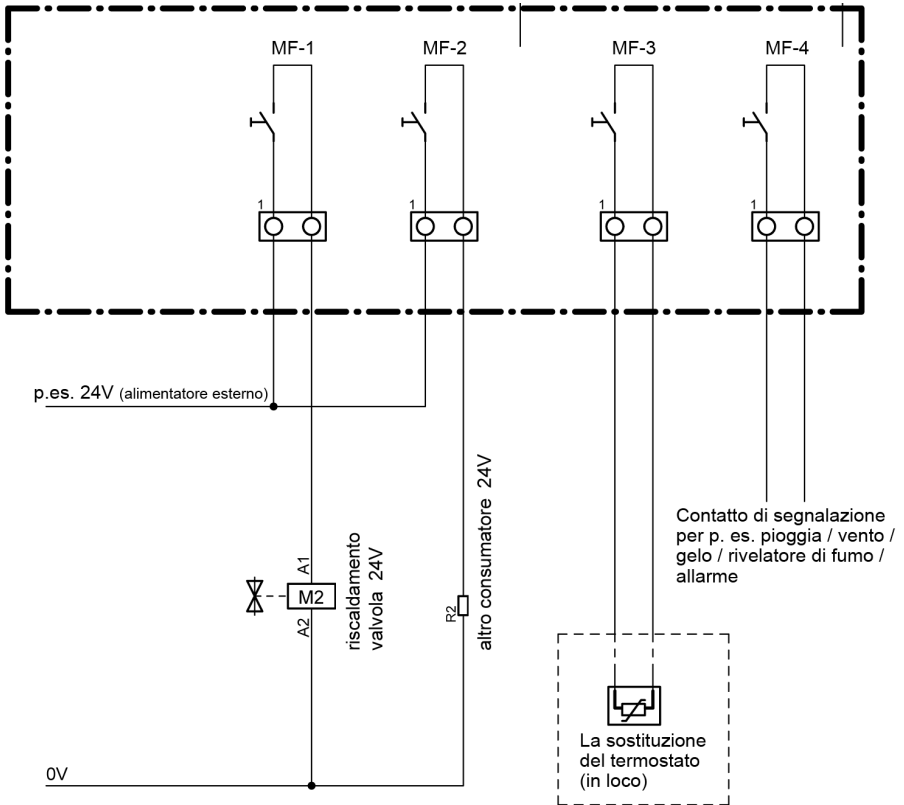 MF-1
MF-2
MF-3
MF-4
1
1
1
1
p.es. 24V (alimentatore esterno)
A1
M2
A2
riscaldamento
valvola 24V
R2
altro consumatore 24V
Contatto di segnalazione
per p. es. pioggia / vento /
gelo / rivelatore di fumo /
allarme
La sostituzione
del termostato
(in loco)
0V